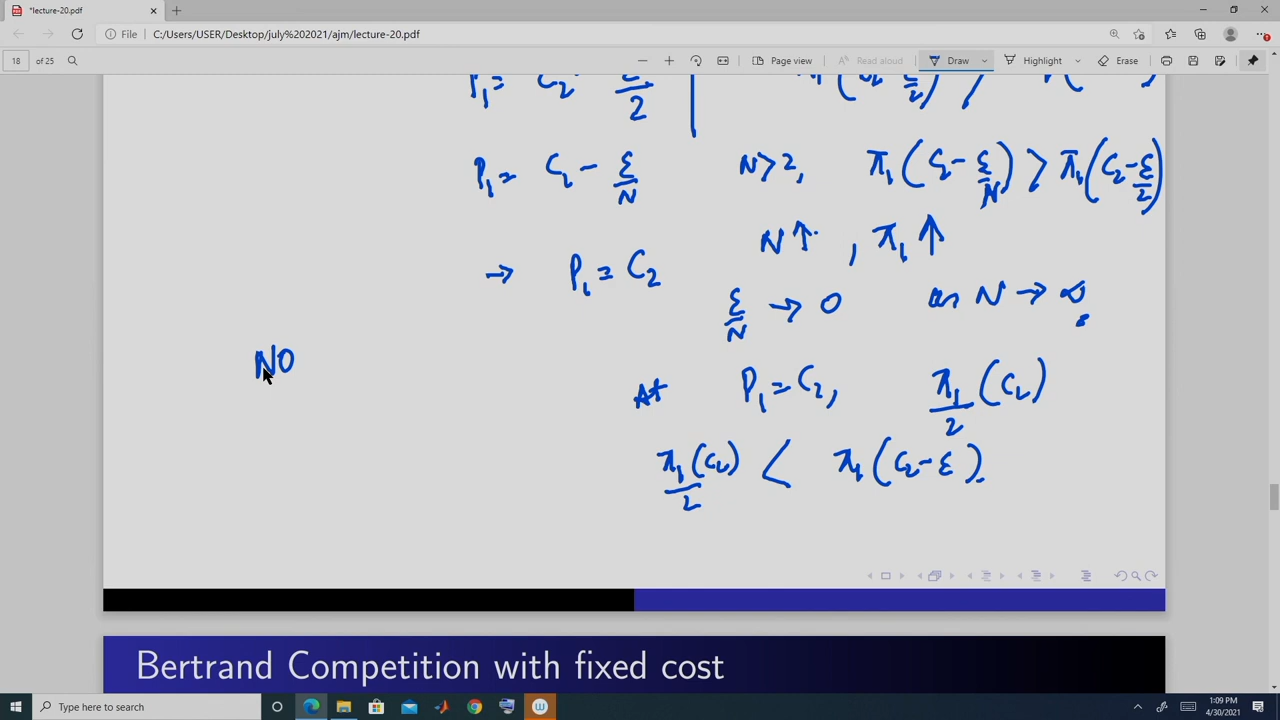 *lecture-20.pdf
File C:/Users/USER/Desktop/july%202021/ajm/lecture-20.pdf
18 of 25 Page view Read aloud Draw Highlight Erase
P₁ = C₂ - ε/2
P₁ = C₂ - ε/N N > 2, π₁(C₂ - ε/N) > π₁(C₂ - ε/2)
N↑, π₁↑
→ P₁ = C₂
ε/N → 0 as N → ∞.
NO
At P₁ = C₂, π₁/2 (C₂)
π₁/2 (C₂) < π₁(C₂ - ε).
Bertrand Competition with fixed cost
Type here to search
1:09 PM
4/30/2021